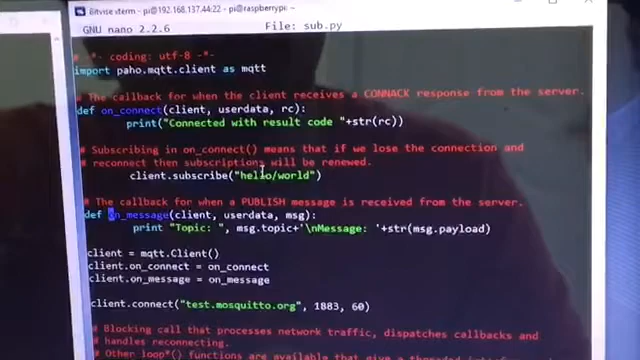 Bitvise xterm - pi@192.168.137.44:22 - pi@raspberrypi: ~
GNU nano 2.2.6 File: sub.py
# -*- coding: utf-8 -*-
import paho.mqtt.client as mqtt
# The callback for when the client receives a CONNACK response from the server.
def on_connect(client, userdata, rc):
print("Connected with result code "+str(rc))
# Subscribing in on_connect() means that if we lose the connection and
# reconnect then subscriptions will be renewed.
client.subscribe("hello/world")
# The callback for when a PUBLISH message is received from the server.
def on_message(client, userdata, msg):
print "Topic: ", msg.topic+'\nMessage: '+str(msg.payload)
client = mqtt.Client()
client.on_connect = on_connect
client.on_message = on_message
client.connect("test.mosquitto.org", 1883, 60)
# Blocking call that processes network traffic, dispatches callbacks and
# handles reconnecting.
# Other loop*() functions are available that give a threaded